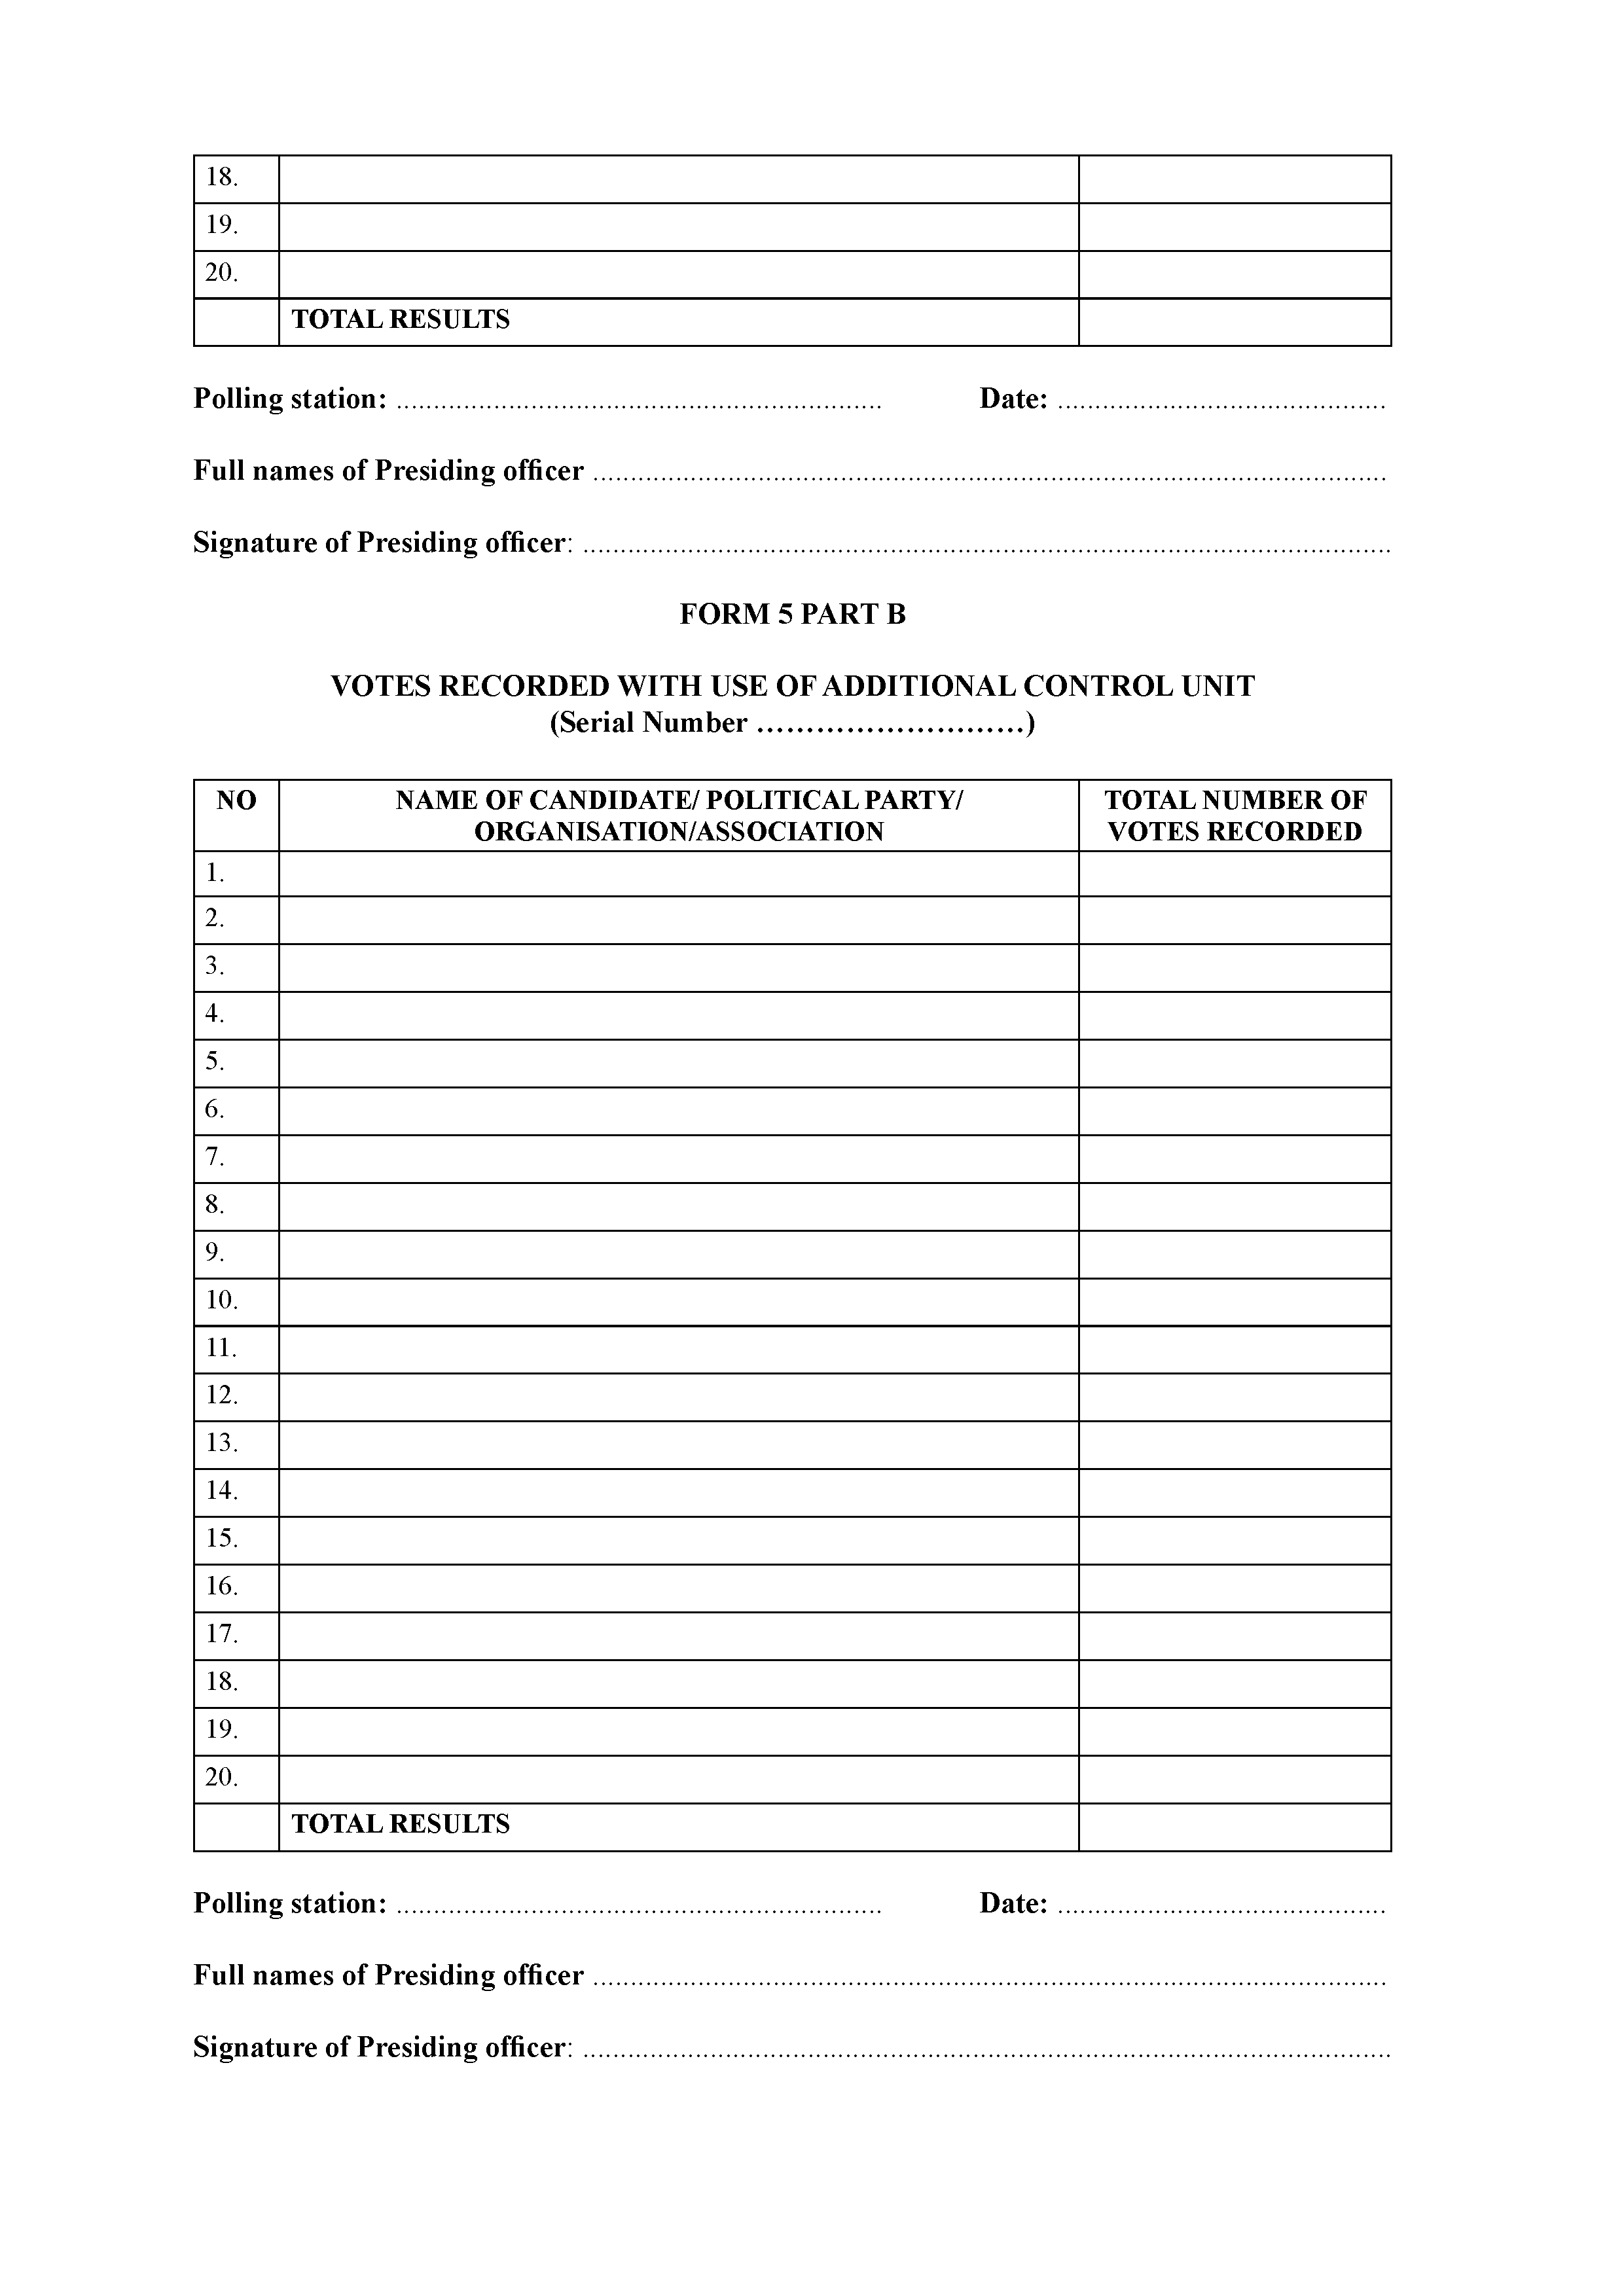 18.
19.
20.
TOTAL RESULTS
Polling station: ................................................................. Date: ............................................
Full names of Presiding officer ..........................................................................................................
Signature of Presiding officer: ............................................................................................................
FORM 5 PART B
VOTES RECORDED WITH USE OF ADDITIONAL CONTROL UNIT
(Serial Number ………………………)
NO NAME OF CANDIDATE/ POLITICAL PARTY/ TOTAL NUMBER OF
ORGANISATION/ASSOCIATION VOTES RECORDED
1.
2.
3.
4.
5.
6.
7.
8.
9.
10.
11.
12.
13.
14.
15.
16.
17.
18.
19.
20.
TOTAL RESULTS
Polling station: ................................................................. Date: ............................................
Full names of Presiding officer ..........................................................................................................
Signature of Presiding officer: ............................................................................................................